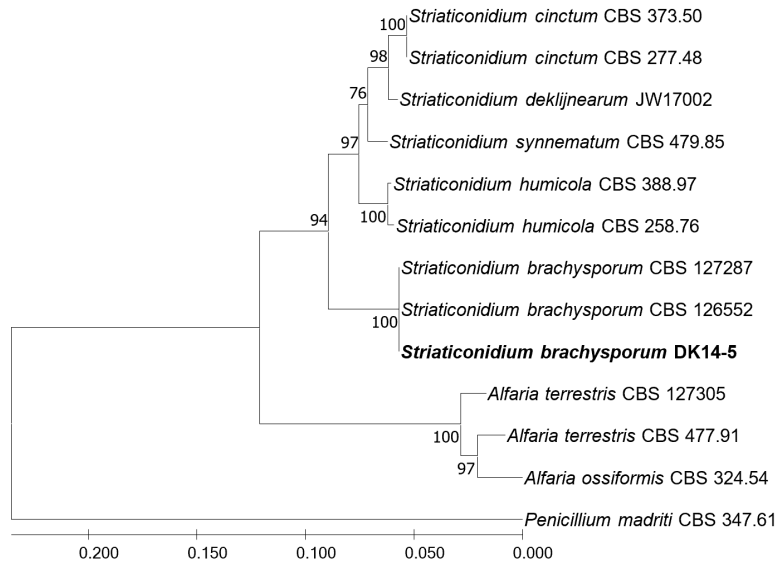 100
Striaticonidium cinctum CBS 373.50
98
Striaticonidium cinctum CBS 277.48
76
Striaticonidium deklijnearum JW17002
97
Striaticonidium synnematum CBS 479.85
Striaticonidium humicola CBS 388.97
100
94
Striaticonidium humicola CBS 258.76
Striaticonidium brachysporum CBS 127287
Striaticonidium brachysporum CBS 126552
100
Striaticonidium brachysporum DK14-5
Alfaria terrestris CBS 127305
100
Alfaria terrestris CBS 477.91
97
Alfaria ossiformis CBS 324.54
Penicillium madriti CBS 347.61
0.200 0.150 0.100 0.050 0.000